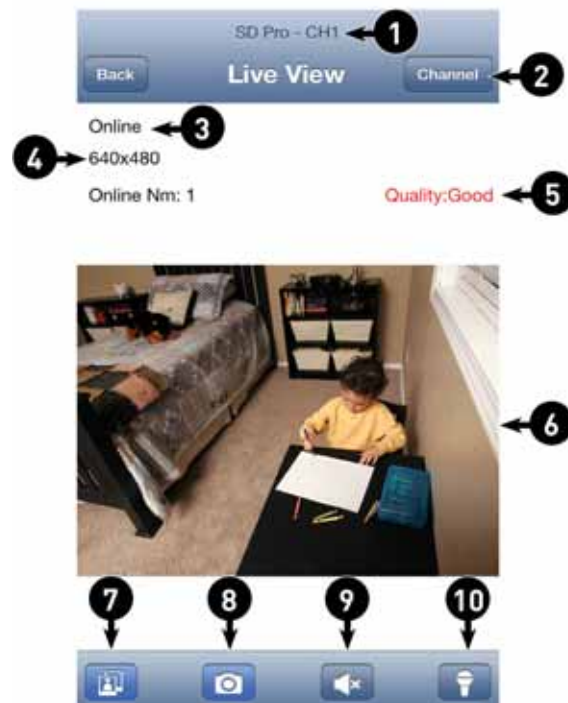 SD Pro - CH1
1
Back
Live View
Channel
2
Online
3
4
640x480
Online Nm: 1
Quality:Good
5
6
7
8
9
10